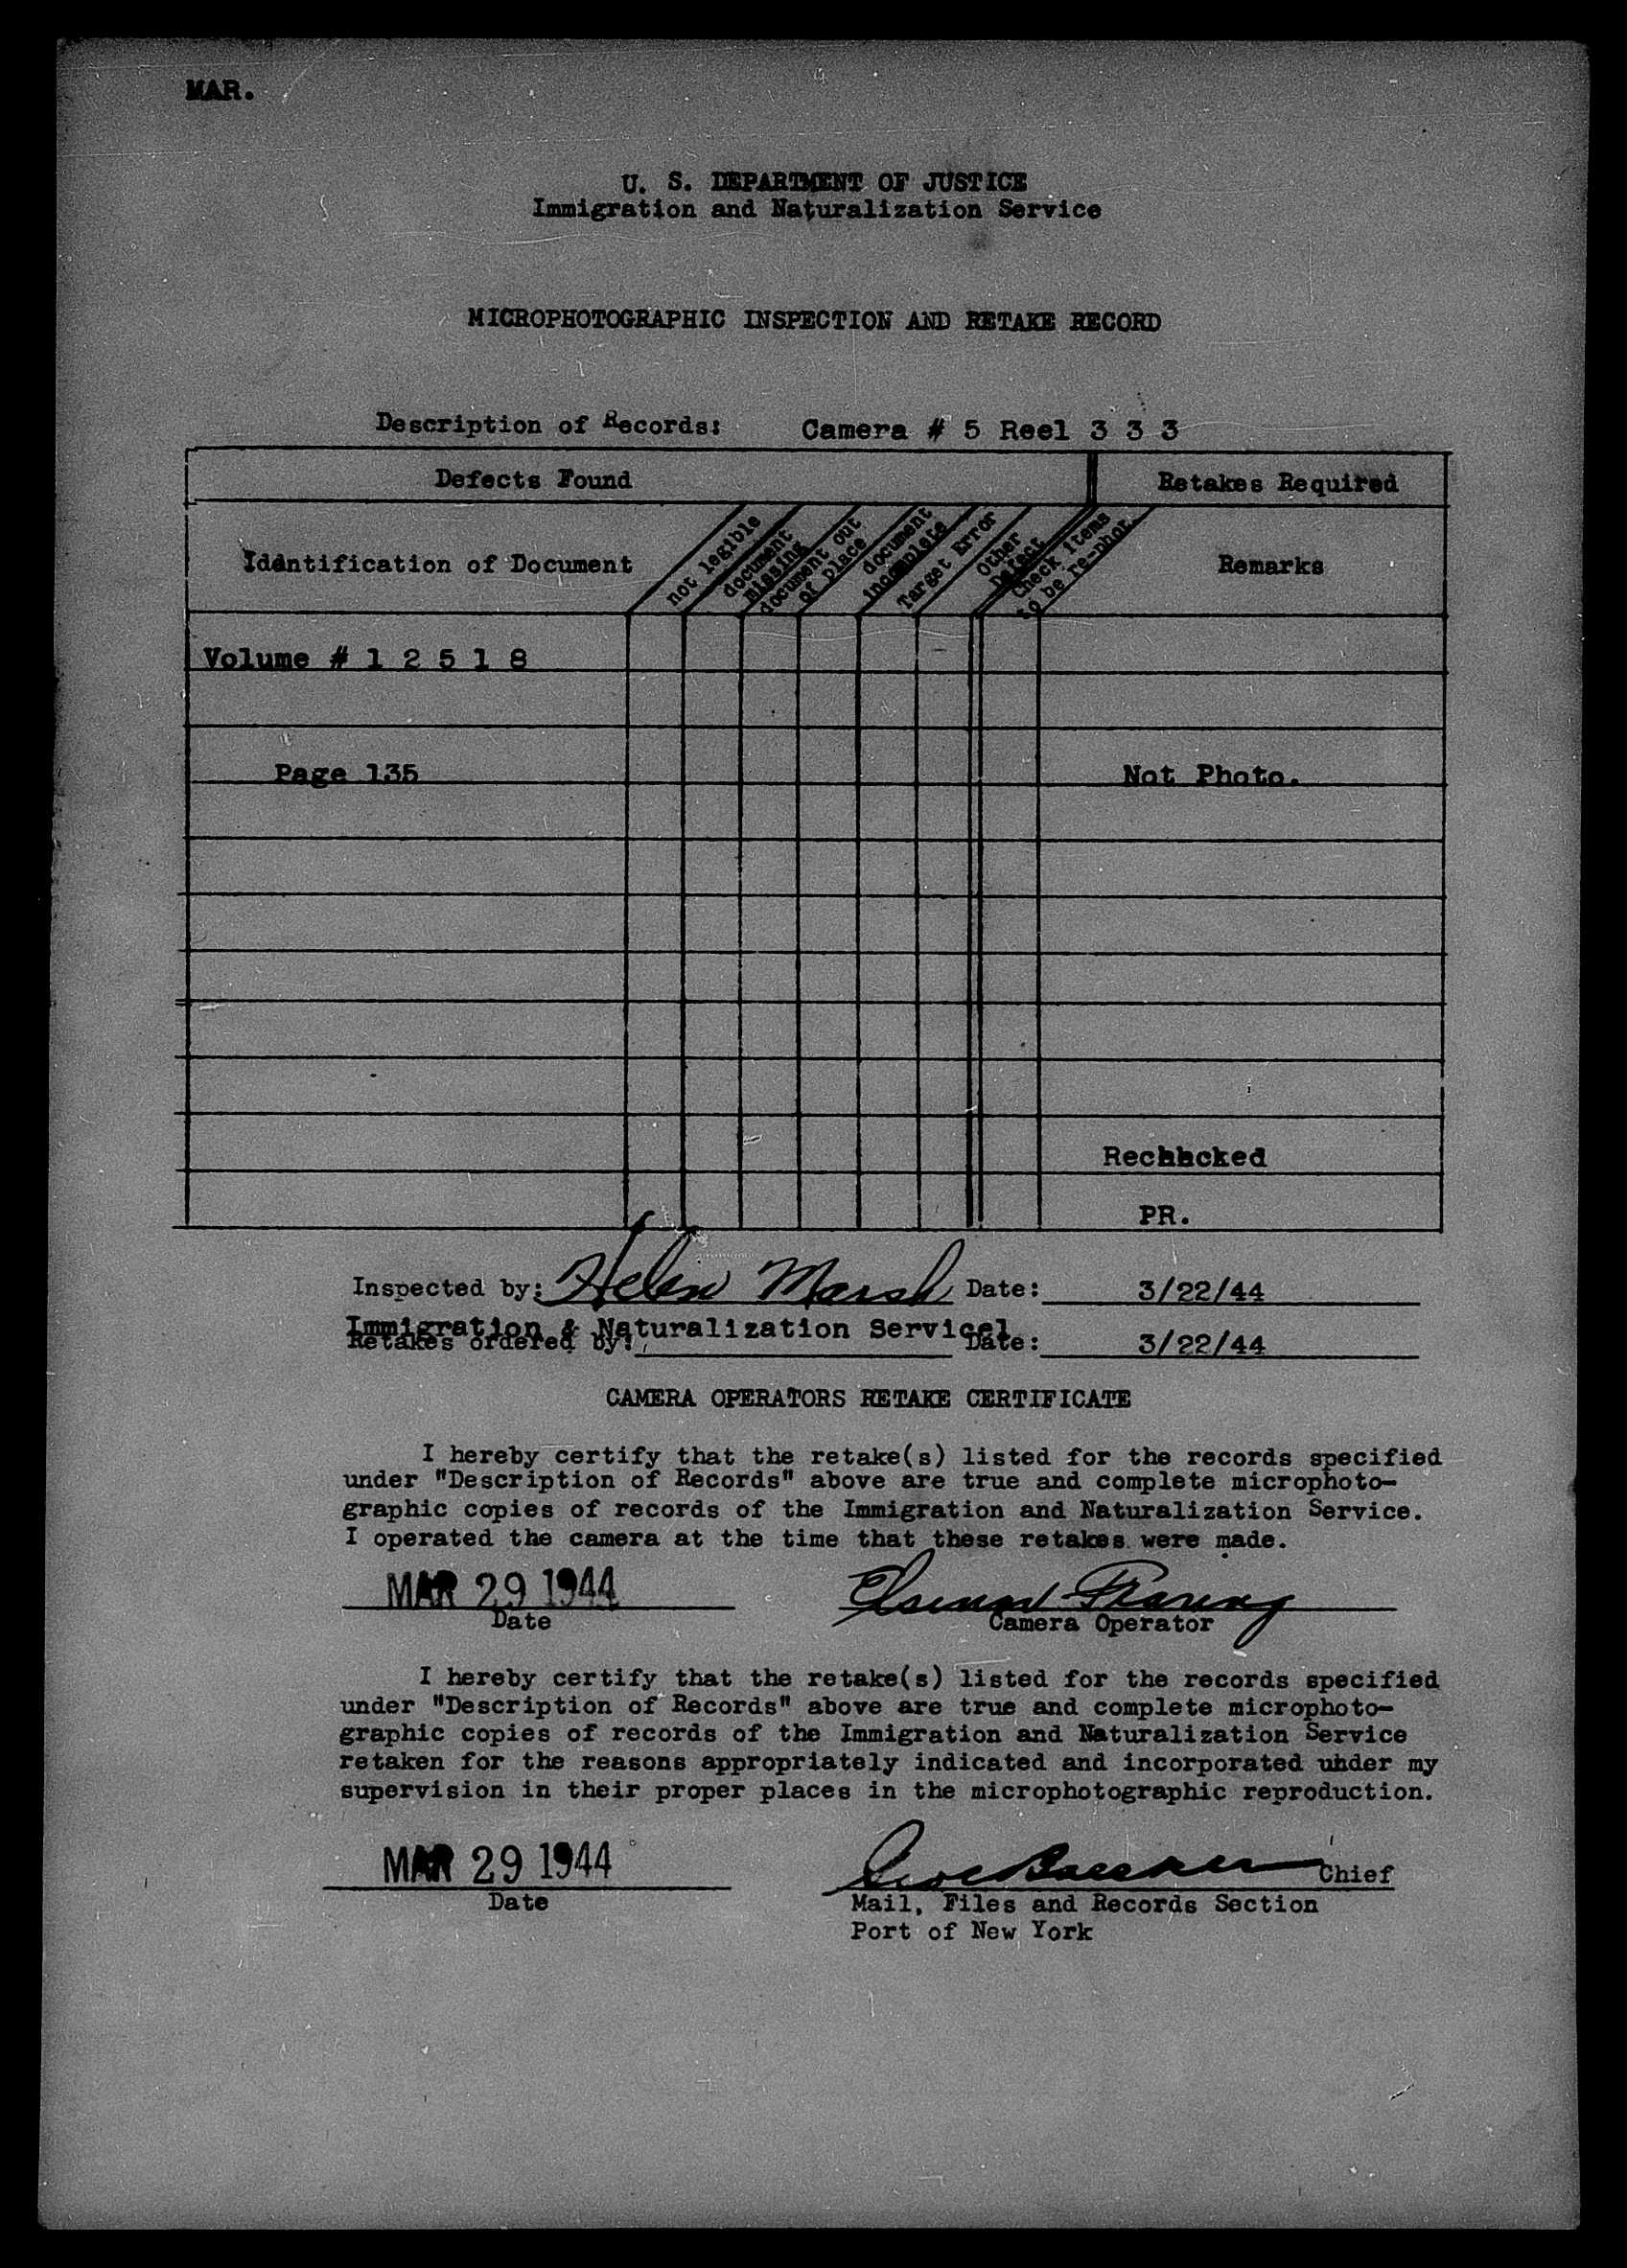 MAR.
U. S. DEPARTMENT OF JUSTICE
Immigration and Naturalization Service
MICROPHOTOGRAPHIC INSPECTION AND RETAKE RECORD
Description of Records: Camera # 5 Reel 3 3 3
Defects Found
Retakes Required
Identification of Document
not legible
document
missing
document out
of place
document
incomplete
Target Error
Other
Defect
Check items
to be re-phot.
Remarks
Volume # 1 2 5 1 8
Page 135 Not Photo.
Rechecked
PR.
Inspected by: Helen Marsh Date: 3/22/44
Immigration & Naturalization Service
Retakes ordered by: Date: 3/22/44
CAMERA OPERATORS RETAKE CERTIFICATE
I hereby certify that the retake(s) listed for the records specified
under "Description of Records" above are true and complete microphoto-
graphic copies of records of the Immigration and Naturalization Service.
I operated the camera at the time that these retakes were made.
MAR 29 1944
Date
Camera Operator
I hereby certify that the retake(s) listed for the records specified
under "Description of Records" above are true and complete microphoto-
graphic copies of records of the Immigration and Naturalization Service
retaken for the reasons appropriately indicated and incorporated under my
supervision in their proper places in the microphotographic reproduction.
MAR 29 1944
Chief
Date
Mail, Files and Records Section
Port of New York